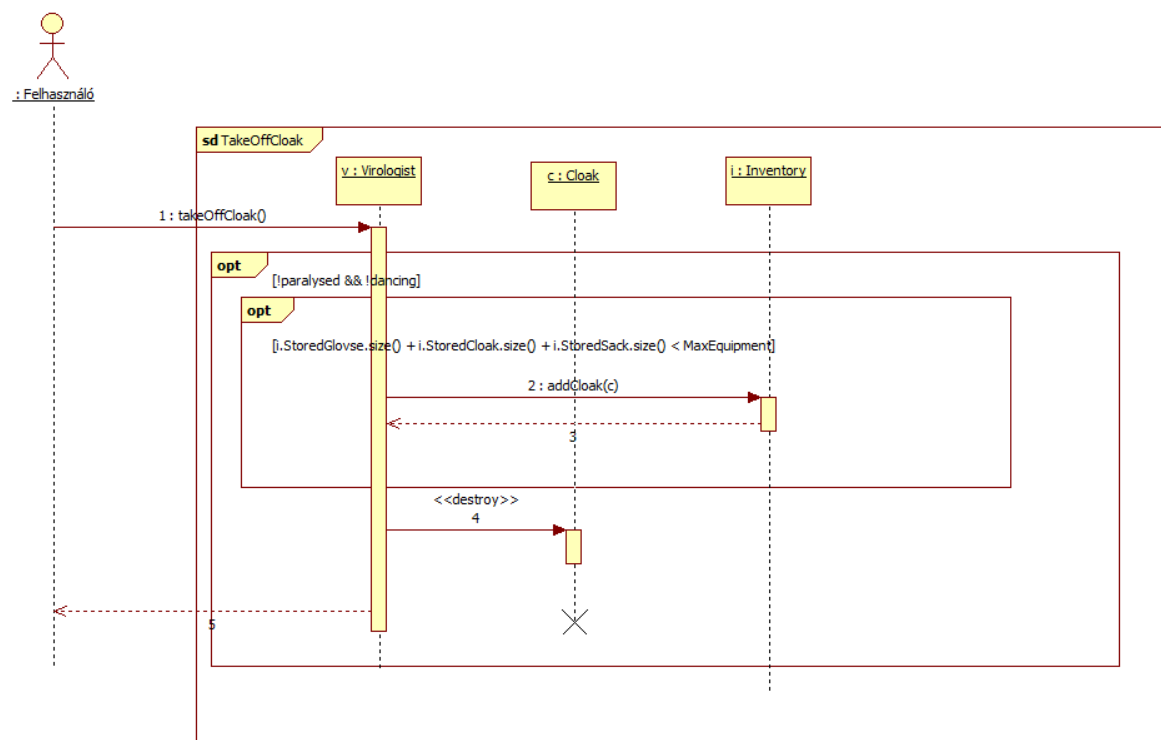 : Felhasználó
sd TakeOffCloak
v : Virologist
c : Cloak
i : Inventory
1 : takeOffCloak()
opt
[!paralysed && !dancing]
opt
[i.StoredGlovse.size() + i.StoredCloak.size() + i.StoredSack.size() < MaxEquipment]
2 : addCloak(c)
3
<<destroy>>
4
5